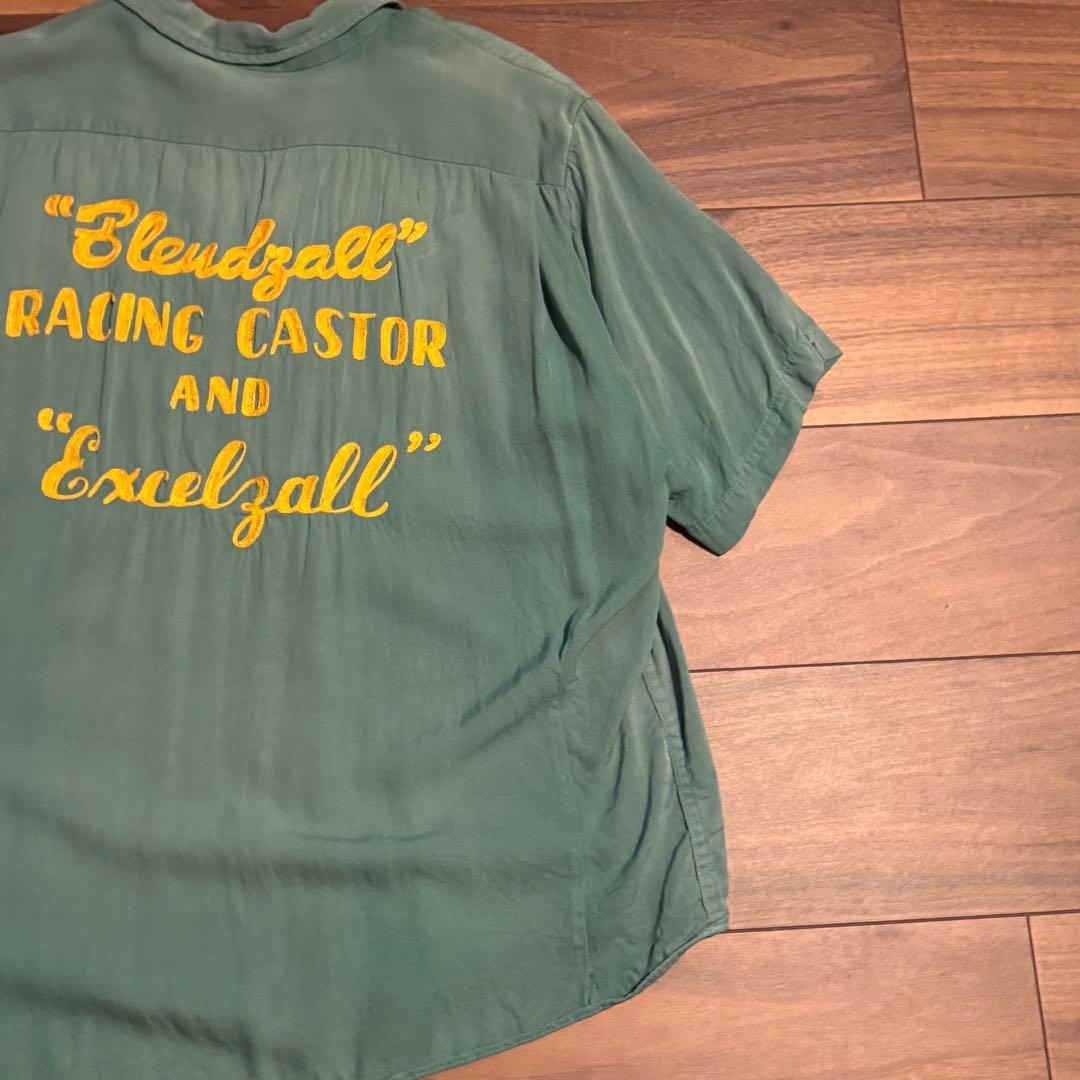 "Blendzall"
RACING CASTOR
AND
"Excelzall"